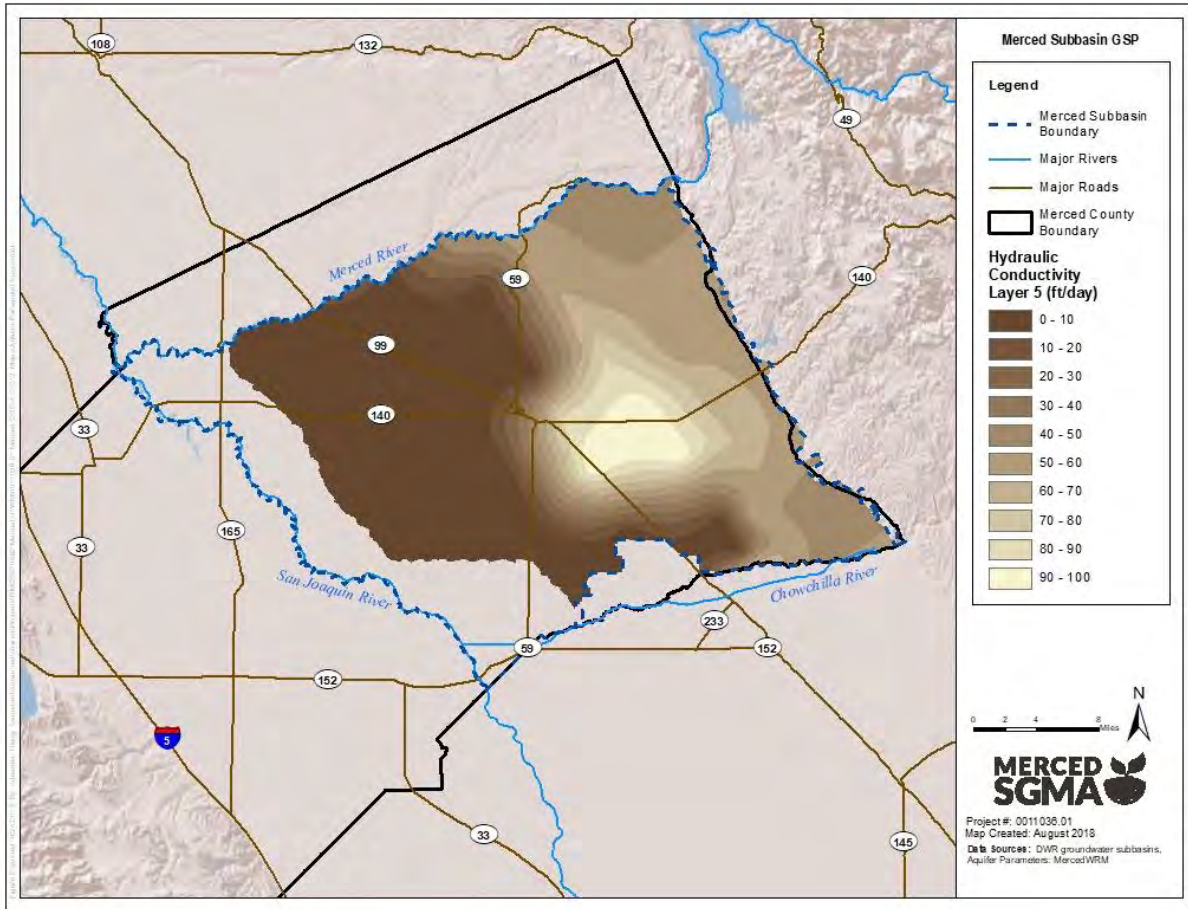 108
132
49
Merced River
59
140
99
140
33
33
165
San Joaquin River
Chowchilla River
233
59
152
152
5
33
145
Merced Subbasin GSP
Legend
Merced Subbasin
Boundary
Major Rivers
Major Roads
Merced County
Boundary
Hydraulic
Conductivity
Layer 5 (ft/day)
0 - 10
10 - 20
20 - 30
30 - 40
40 - 50
50 - 60
60 - 70
70 - 80
80 - 90
90 - 100
N
0 2 4 8
Miles
MERCED
SGMA
Project #: 0011036.01
Map Created: August 2018
Data Sources: DWR groundwater subbasins,
Aquifer Parameters: MercedWRM